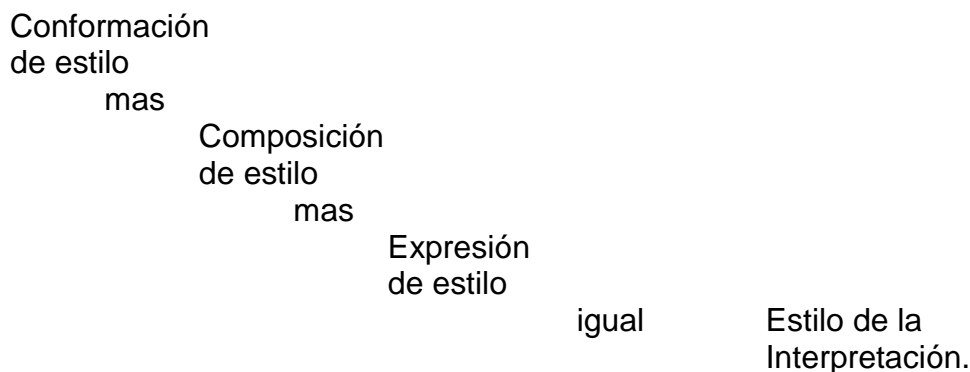 Conformación
de estilo
mas
Composición
de estilo
mas
Expresión
de estilo
igual Estilo de la
Interpretación.